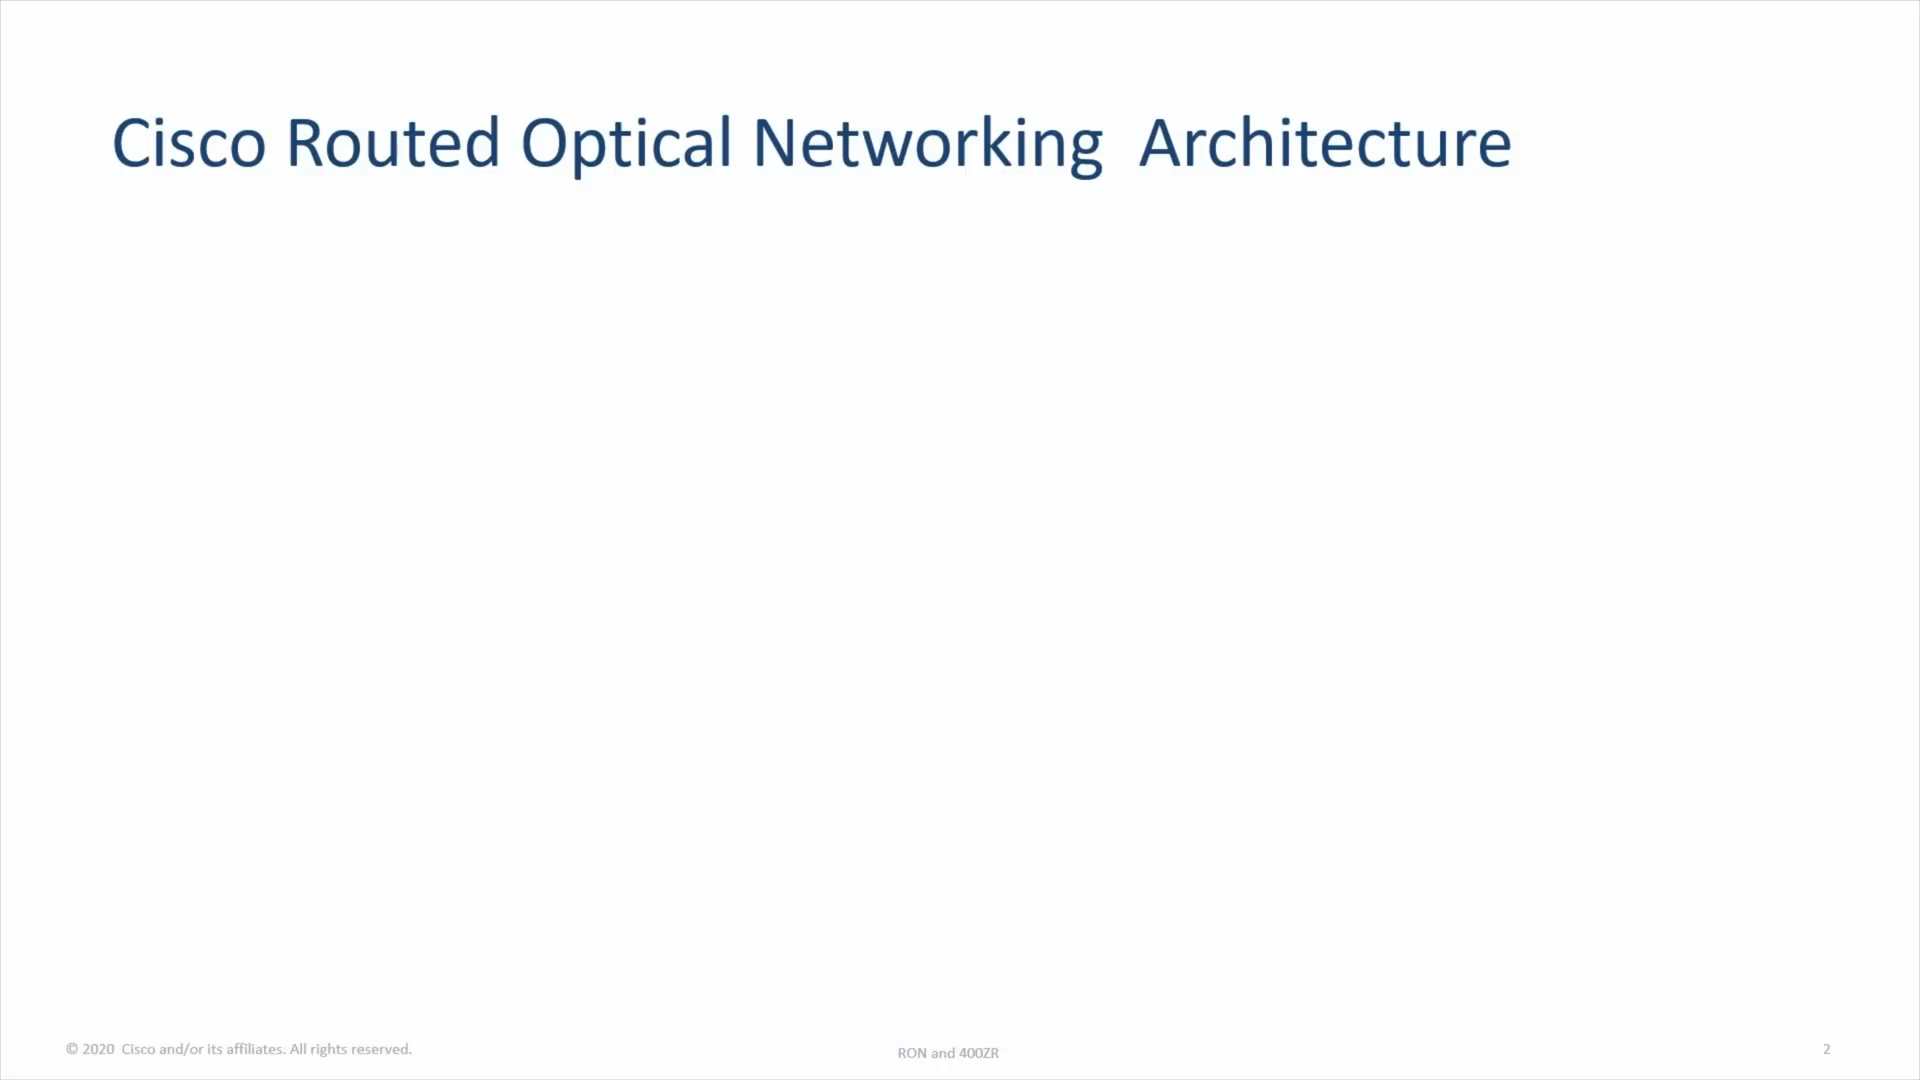 Cisco Routed Optical Networking  Architecture
© 2020  Cisco and/or its affiliates. All rights reserved.
RON and 400ZR
2